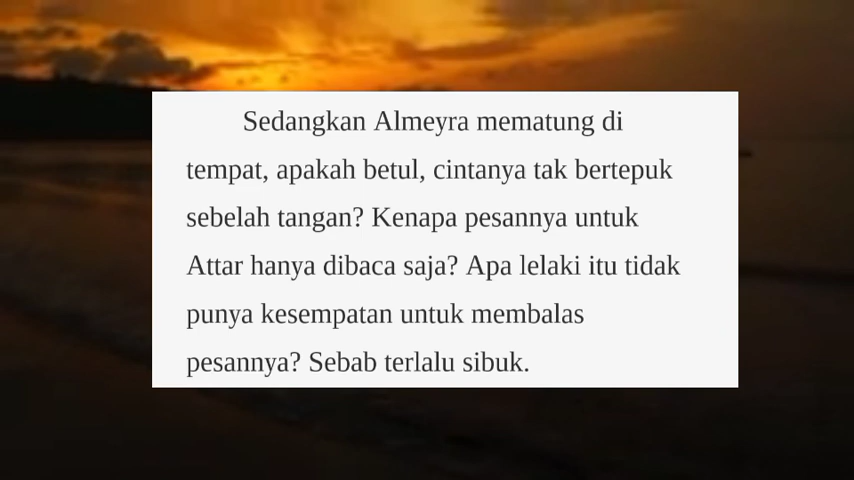 Sedangkan Almeyra mematung di
tempat, apakah betul, cintanya tak bertepuk
sebelah tangan? Kenapa pesannya untuk
Attar hanya dibaca saja? Apa lelaki itu tidak
punya kesempatan untuk membalas
pesannya? Sebab terlalu sibuk.